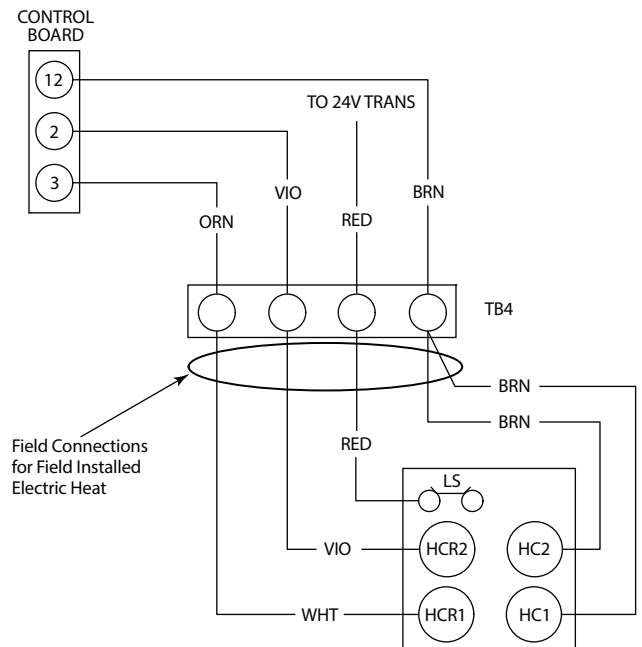 CONTROL
BOARD
12
2
3
TO 24V TRANS
VIO
BRN
ORN
RED
TB4
BRN
BRN
Field Connections
for Field Installed
Electric Heat
RED
LS
VIO
HCR2
HC2
WHT
HCR1
HC1